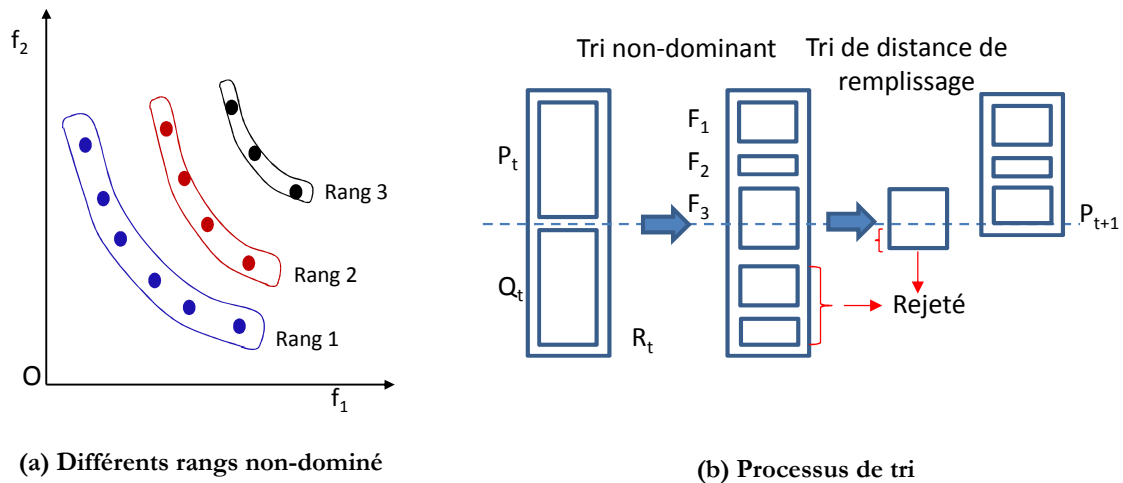 f2
Rang 3
Rang 2
Rang 1
O
f1
(a) Différents rangs non-dominé
Tri non-dominant
Tri de distance de
remplissage
Pt
Qt
Rt
F1
F2
F3
Pt+1
Rejeté
(b) Processus de tri